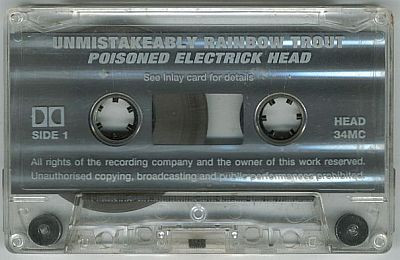 UNMISTAKEABLY RAINBOW TROUT
POISONED ELECTRICK HEAD
See Inlay card for details
SIDE 1
HEAD
34MC
All rights of the recording company and the owner of this work reserved.
Unauthorised copying, broadcasting and public performances prohibited.